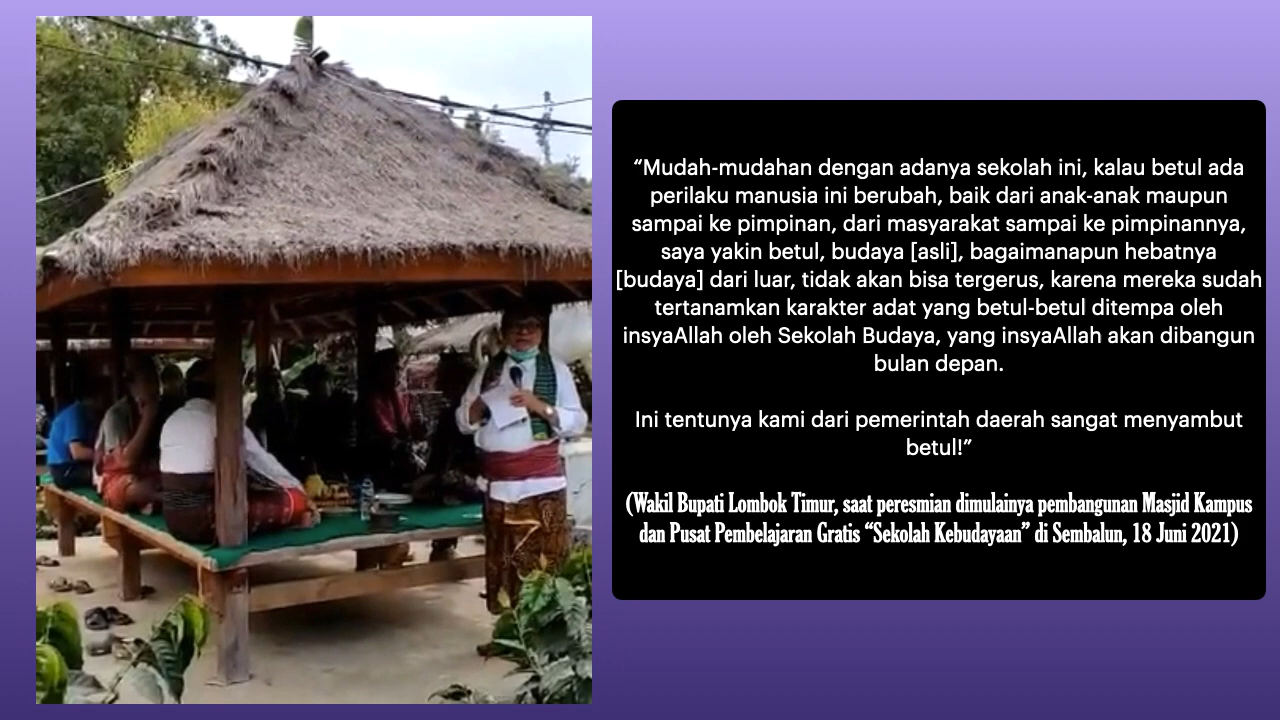 “Mudah-mudahan dengan adanya sekolah ini, kalau betul ada
perilaku manusia ini berubah, baik dari anak-anak maupun
sampai ke pimpinan, dari masyarakat sampai ke pimpinannya,
saya yakin betul, budaya [asli], bagaimanapun hebatnya
[budaya] dari luar, tidak akan bisa tergerus, karena mereka sudah
tertanamkan karakter adat yang betul-betul ditempa oleh
insyaAllah oleh Sekolah Budaya, yang insyaAllah akan dibangun
bulan depan.
Ini tentunya kami dari pemerintah daerah sangat menyambut
betul!”
(Wakil Bupati Lombok Timur, saat peresmian dimulainya pembangunan Masjid Kampus
dan Pusat Pembelajaran Gratis “Sekolah Kebudayaan” di Sembalun, 18 Juni 2021)